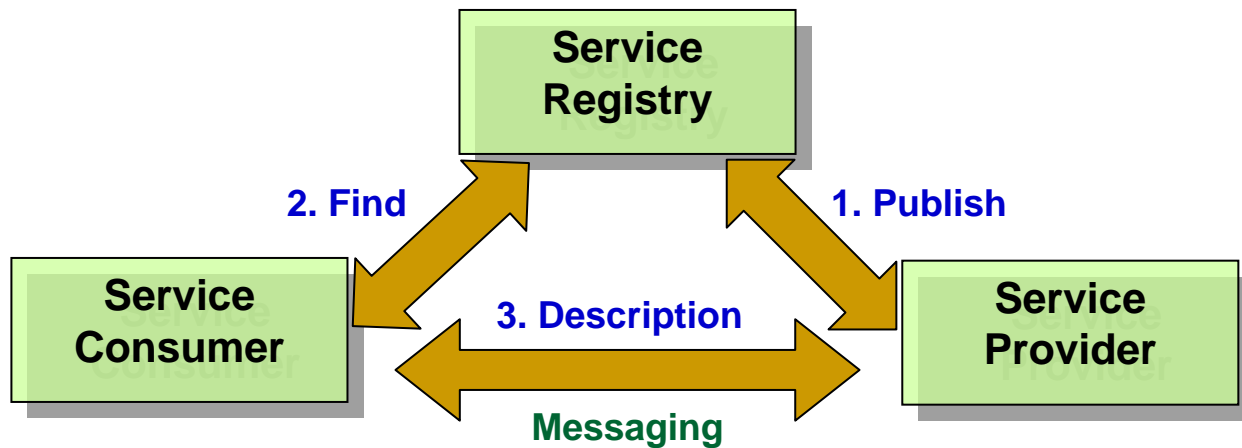 Service
Registry
2. Find
1. Publish
Service
Consumer
3. Description
Service
Provider
Messaging